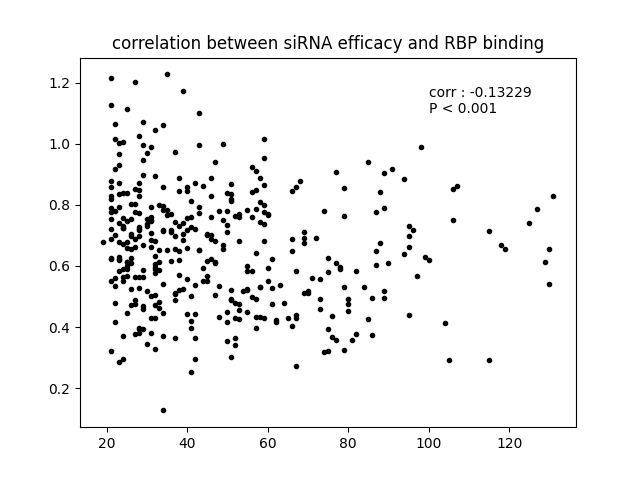 correlation between siRNA efficacy and RBP binding
corr : -0.13229
P < 0.001
1.2
1.0
0.8
0.6
0.4
0.2
20 40 60 80 100 120